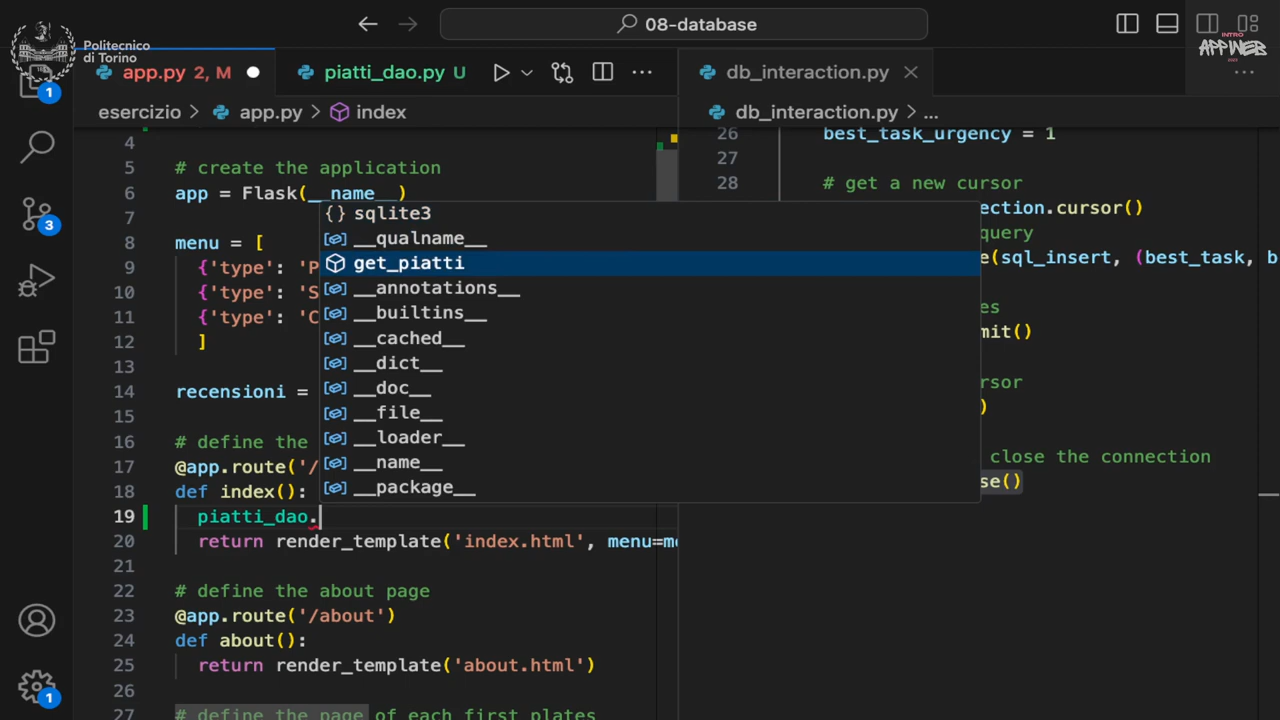 08-database
Politecnico
di Torino
INTRO
APPIWEB
app.py 2, M
piatti_dao.py U
db_interaction.py
esercizio > app.py > index
db_interaction.py > ...
4
5 # create the application
6 app = Flask(__name__)
7
8 menu = [
9 {'type': 'P
10 {'type': 'S
11 {'type': 'C
12 ]
13
14 recensioni =
15
16 # define the
17 @app.route('/
18 def index():
19 piatti_dao.
20 return render_template('index.html', menu=m
21
22 # define the about page
23 @app.route('/about')
24 def about():
25 return render_template('about.html')
26
27 # define the page of each first plates
{} sqlite3
__qualname__
get_piatti
__annotations__
__builtins__
__cached__
__dict__
__doc__
__file__
__loader__
__name__
__package__
26 best_task_urgency = 1
27
28 # get a new cursor
ection.cursor()
query
e(sql_insert, (best_task, b
es
mit()
rsor
)
close the connection
se()
1
3
1